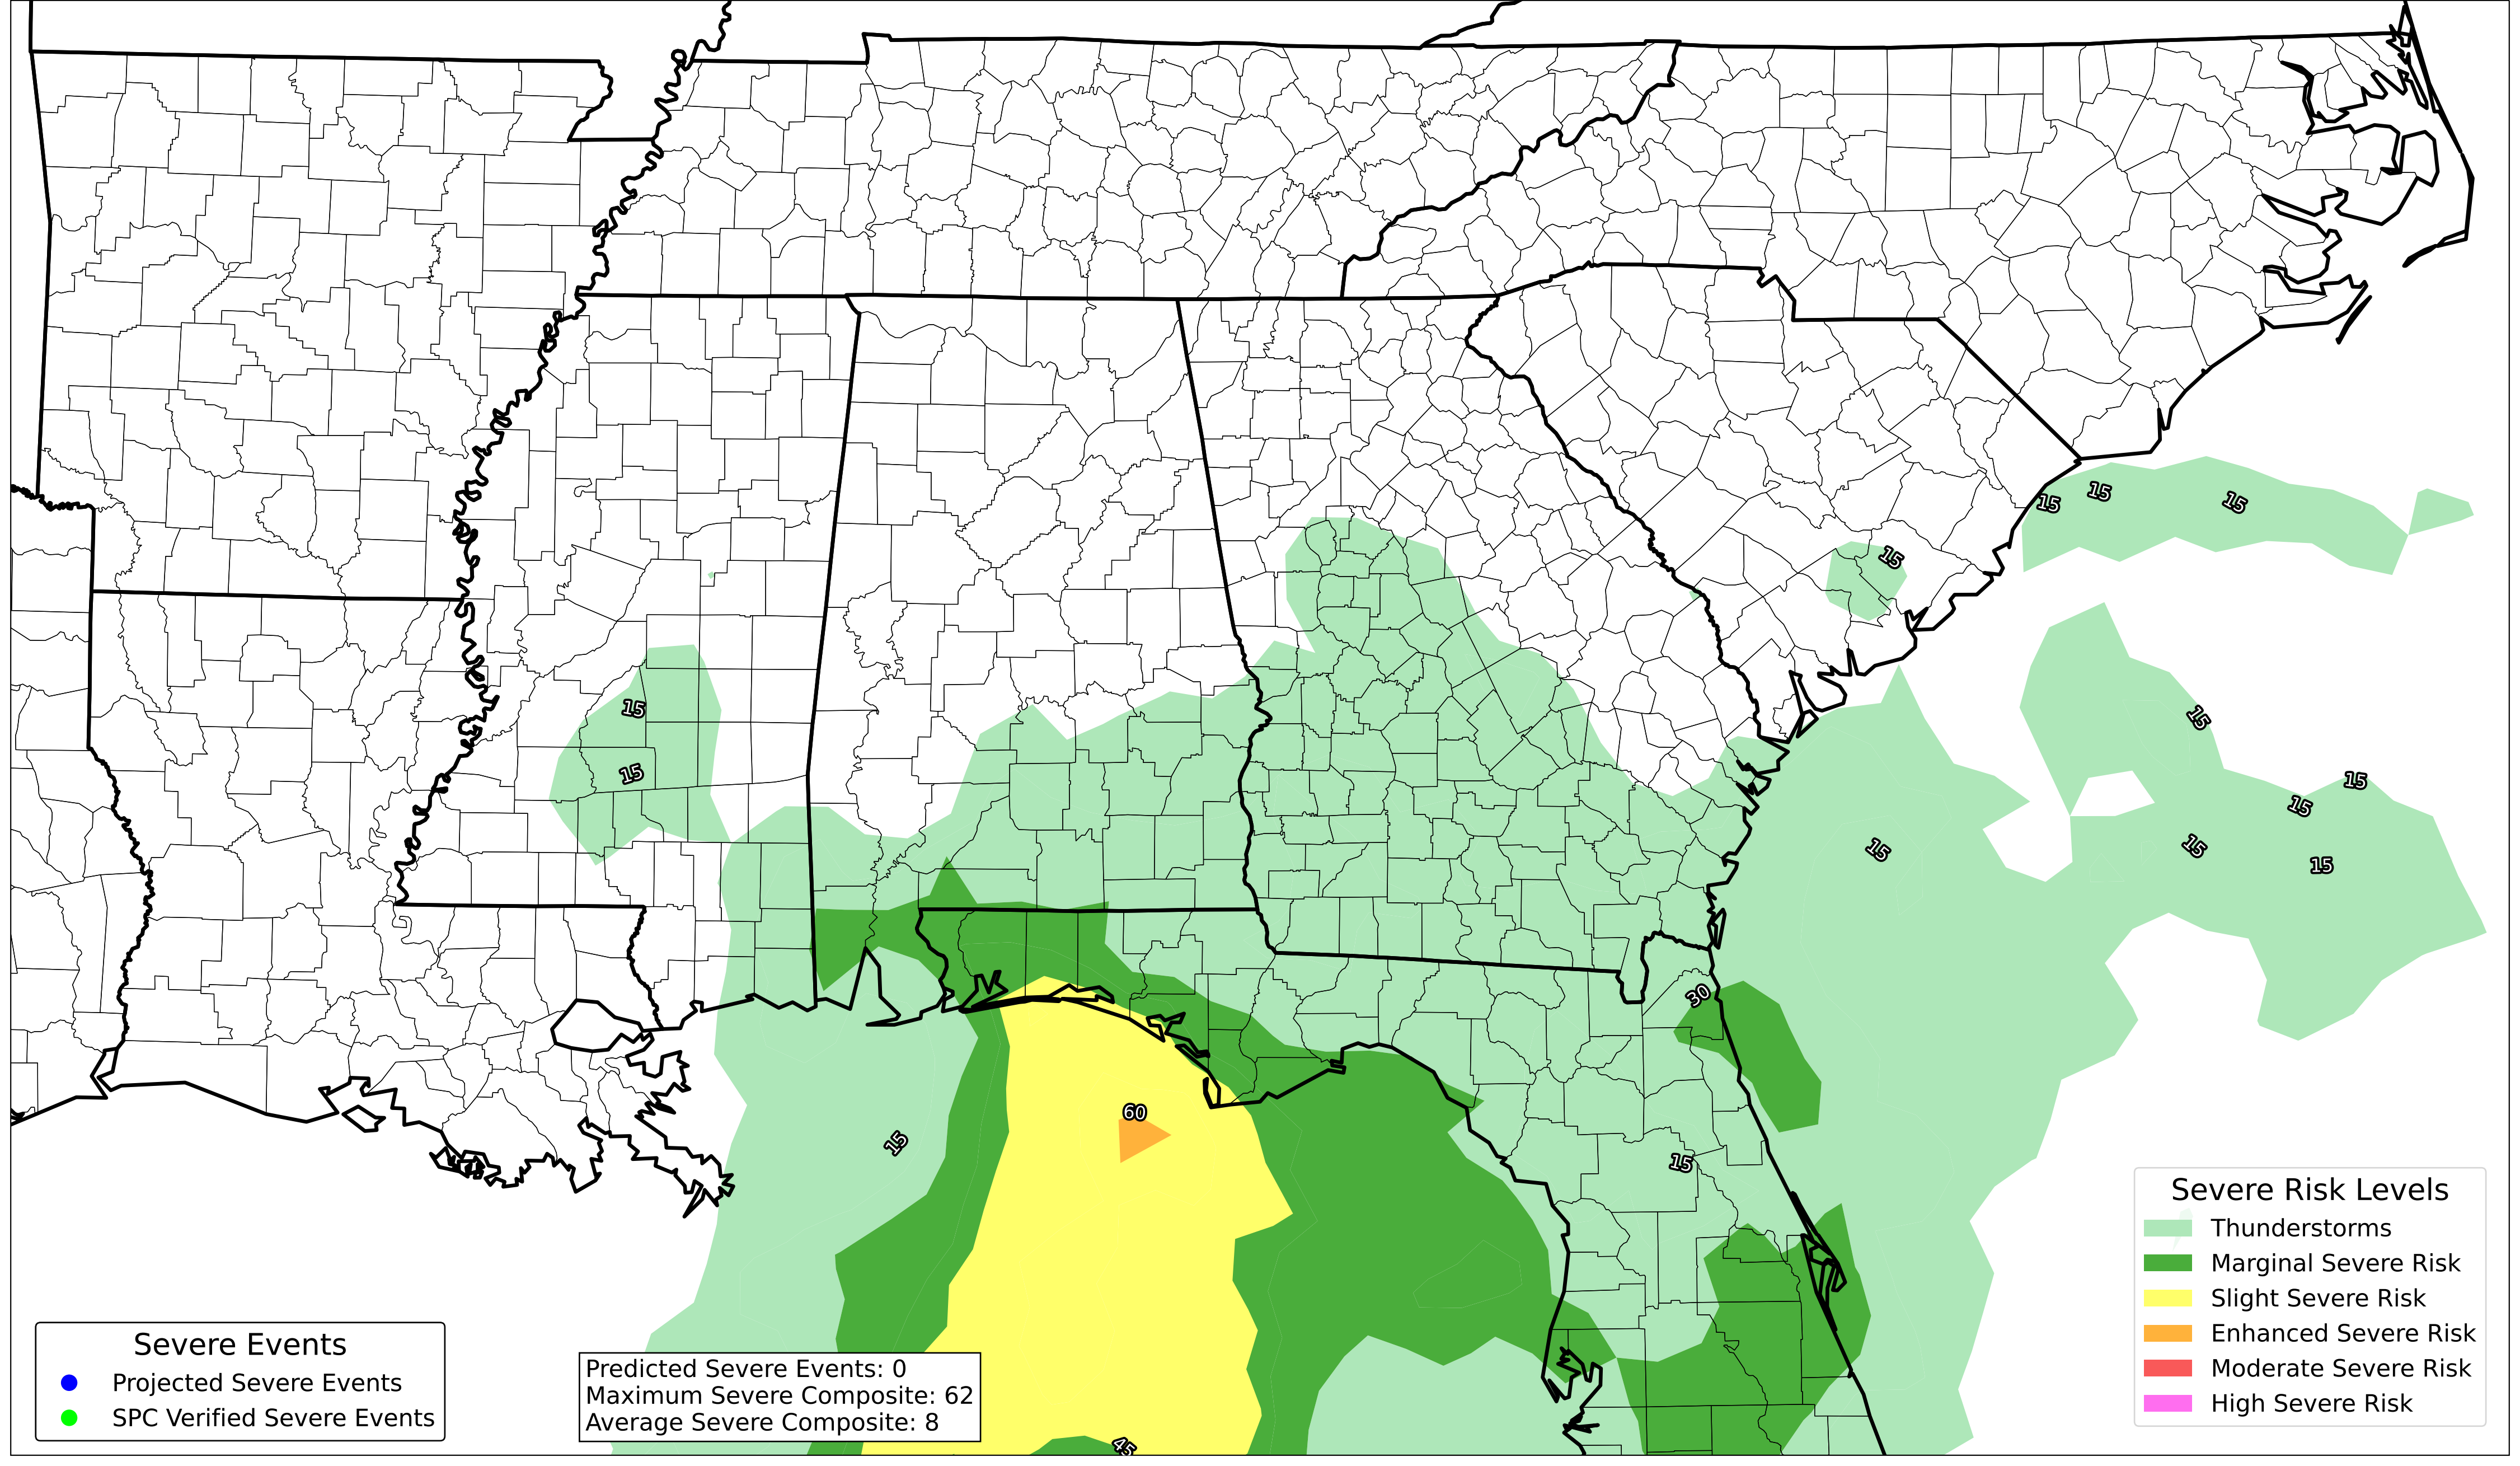 15
15
15
15
15
15
15
15
15
15
15
15
30
60
15
15
45
Severe Risk Levels
Thunderstorms
Marginal Severe Risk
Slight Severe Risk
Enhanced Severe Risk
Moderate Severe Risk
High Severe Risk
Severe Events
Projected Severe Events
SPC Verified Severe Events
Predicted Severe Events: 0
Maximum Severe Composite: 62
Average Severe Composite: 8